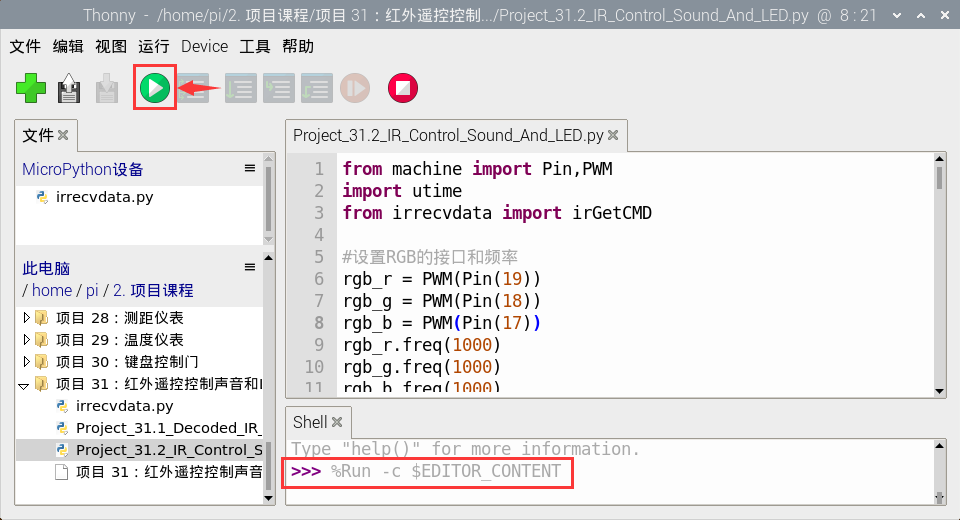 Thonny - /home/pi/2. 项目课程/项目 31：红外遥控控制.../Project_31.2_IR_Control_Sound_And_LED.py @ 8 : 21
文件 编辑 视图 运行 Device 工具 帮助
文件
MicroPython设备
irrecvdata.py
此电脑
/ home / pi / 2. 项目课程
项目 28：测距仪表
项目 29：温度仪表
项目 30：键盘控制门
项目 31：红外遥控控制声音和
irrecvdata.py
Project_31.1_Decoded_IR_
Project_31.2_IR_Control_S
项目 31：红外遥控控制声音
Project_31.2_IR_Control_Sound_And_LED.py
1 from machine import Pin,PWM
2 import utime
3 from irrecvdata import irGetCMD
4
5 #设置RGB的接口和频率
6 rgb_r = PWM(Pin(19))
7 rgb_g = PWM(Pin(18))
8 rgb_b = PWM(Pin(17))
9 rgb_r.freq(1000)
10 rgb_g.freq(1000)
11 rgb_b.freq(1000)
Shell
Type "help()" for more information.
>>> %Run -c $EDITOR_CONTENT